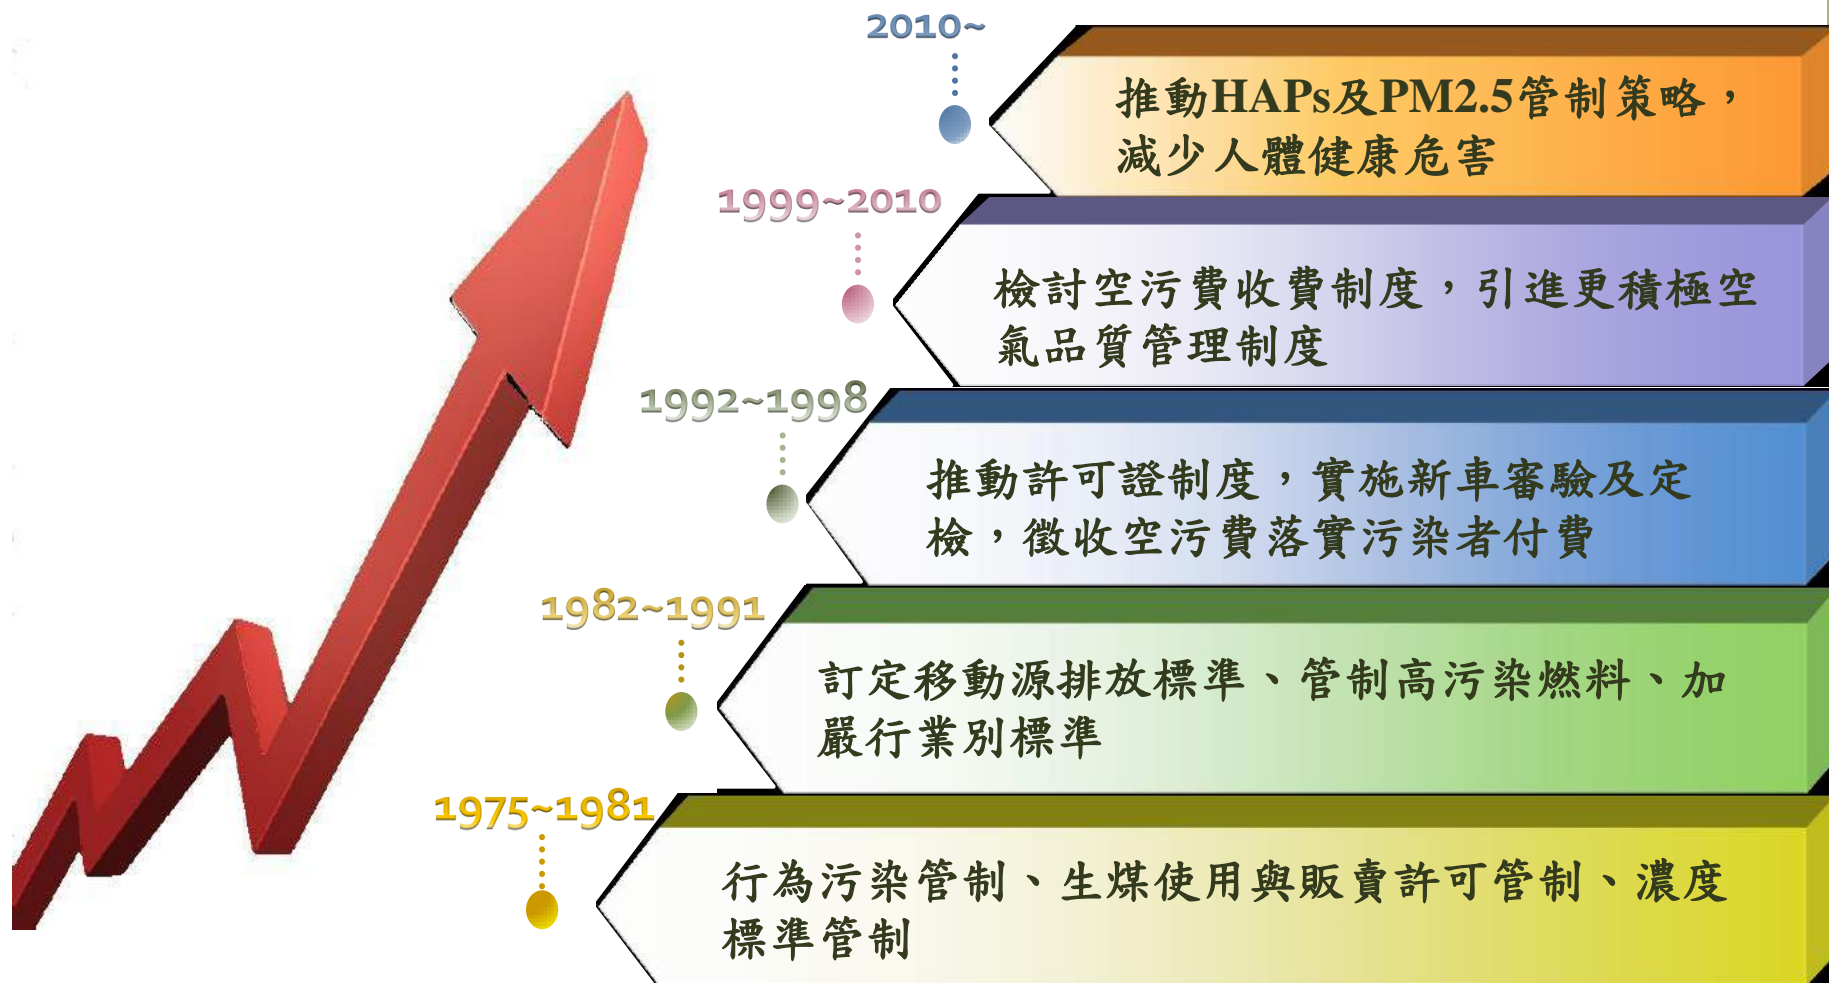 2010~
推動HAPs及PM2.5管制策略，
減少人體健康危害
1999~2010
檢討空污費收費制度，引進更積極空
氣品質管理制度
1992~1998
推動許可證制度，實施新車審驗及定
檢，徵收空污費落實污染者付費
1982~1991
訂定移動源排放標準、管制高污染燃料、加
嚴行業別標準
1975~1981
行為污染管制、生煤使用與販賣許可管制、濃度
標準管制